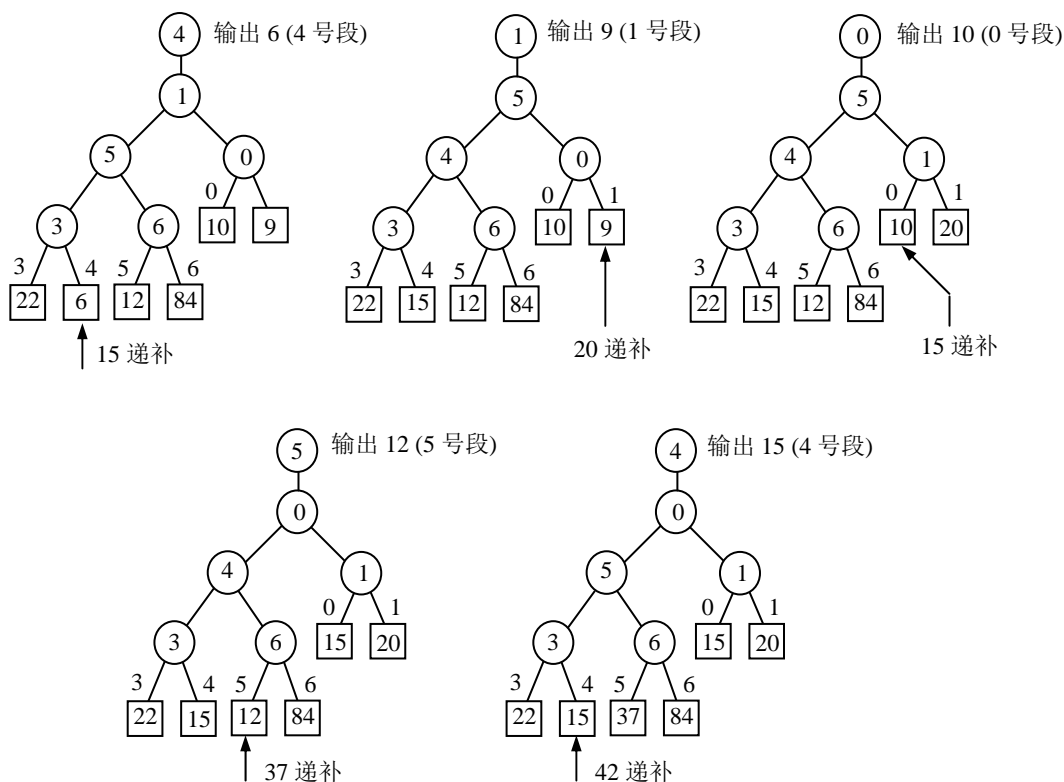 4 输出 6 (4 号段)
1
5 0
0
3 6 10 9
3 4 5 6
22 6 12 84
15 递补
1 输出 9 (1 号段)
5
4 0
0 1
3 6 10 9
3 4 5 6
22 15 12 84
20 递补
0 输出 10 (0 号段)
5
4 1
0 1
3 6 10 20
3 4 5 6
22 15 12 84
15 递补
5 输出 12 (5 号段)
0
4 1
0 1
3 6 15 20
3 4 5 6
22 15 12 84
37 递补
4 输出 15 (4 号段)
0
5 1
0 1
3 6 15 20
3 4 5 6
22 15 37 84
42 递补